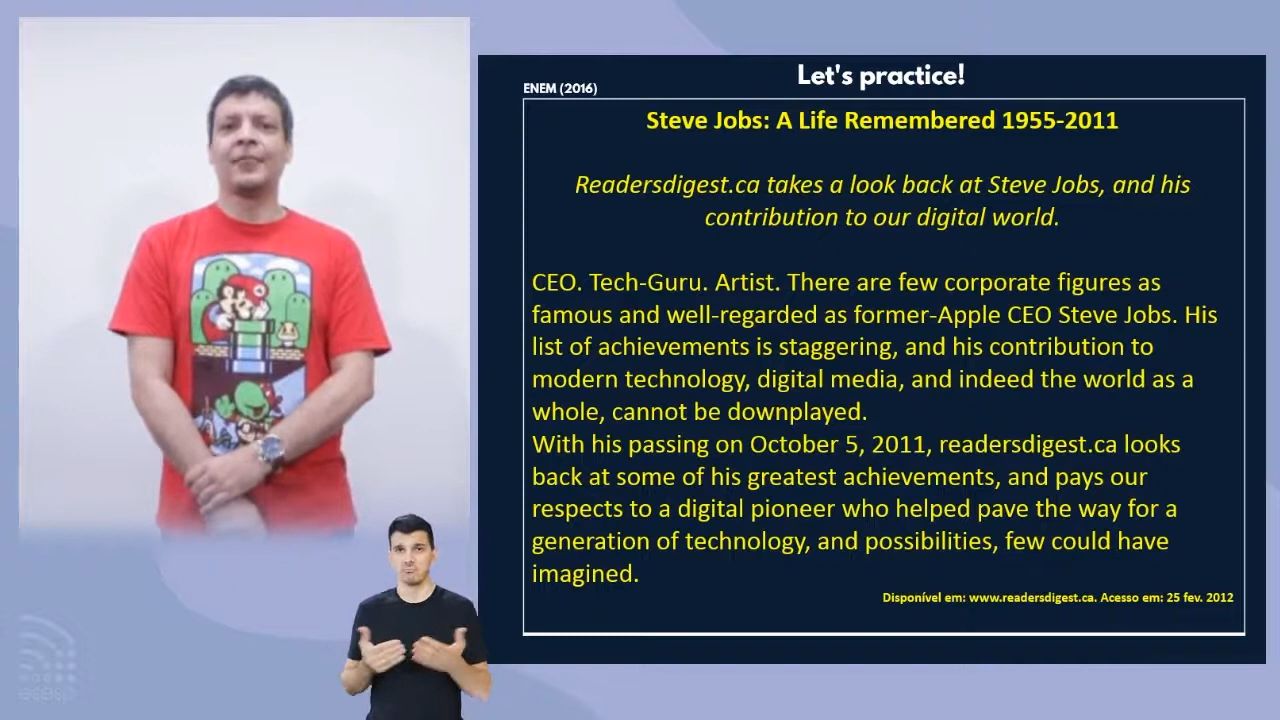 Let's practice!
ENEM (2016)
Steve Jobs: A Life Remembered 1955-2011
Readersdigest.ca takes a look back at Steve Jobs, and his
contribution to our digital world.
CEO. Tech-Guru. Artist. There are few corporate figures as
famous and well-regarded as former-Apple CEO Steve Jobs. His
list of achievements is staggering, and his contribution to
modern technology, digital media, and indeed the world as a
whole, cannot be downplayed.
With his passing on October 5, 2011, readersdigest.ca looks
back at some of his greatest achievements, and pays our
respects to a digital pioneer who helped pave the way for a
generation of technology, and possibilities, few could have
imagined.
Disponível em: www.readersdigest.ca. Acesso em: 25 fev. 2012